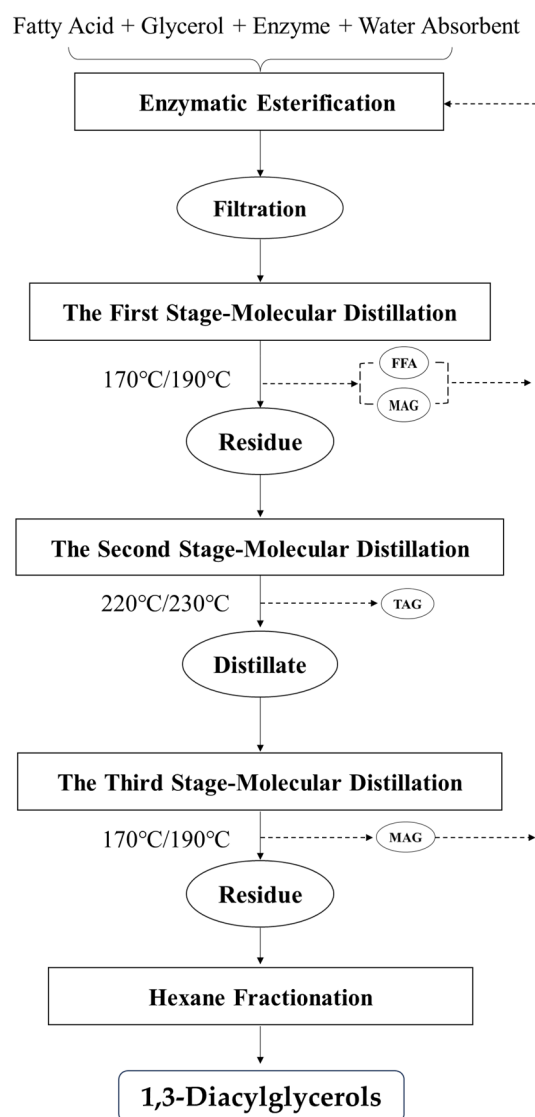 Fatty Acid + Glycerol + Enzyme + Water Absorbent
Enzymatic Esterification
Filtration
The First Stage-Molecular Distillation
170℃/190℃
FFA
MAG
Residue
The Second Stage-Molecular Distillation
220℃/230℃
TAG
Distillate
The Third Stage-Molecular Distillation
170℃/190℃
MAG
Residue
Hexane Fractionation
1,3-Diacylglycerols